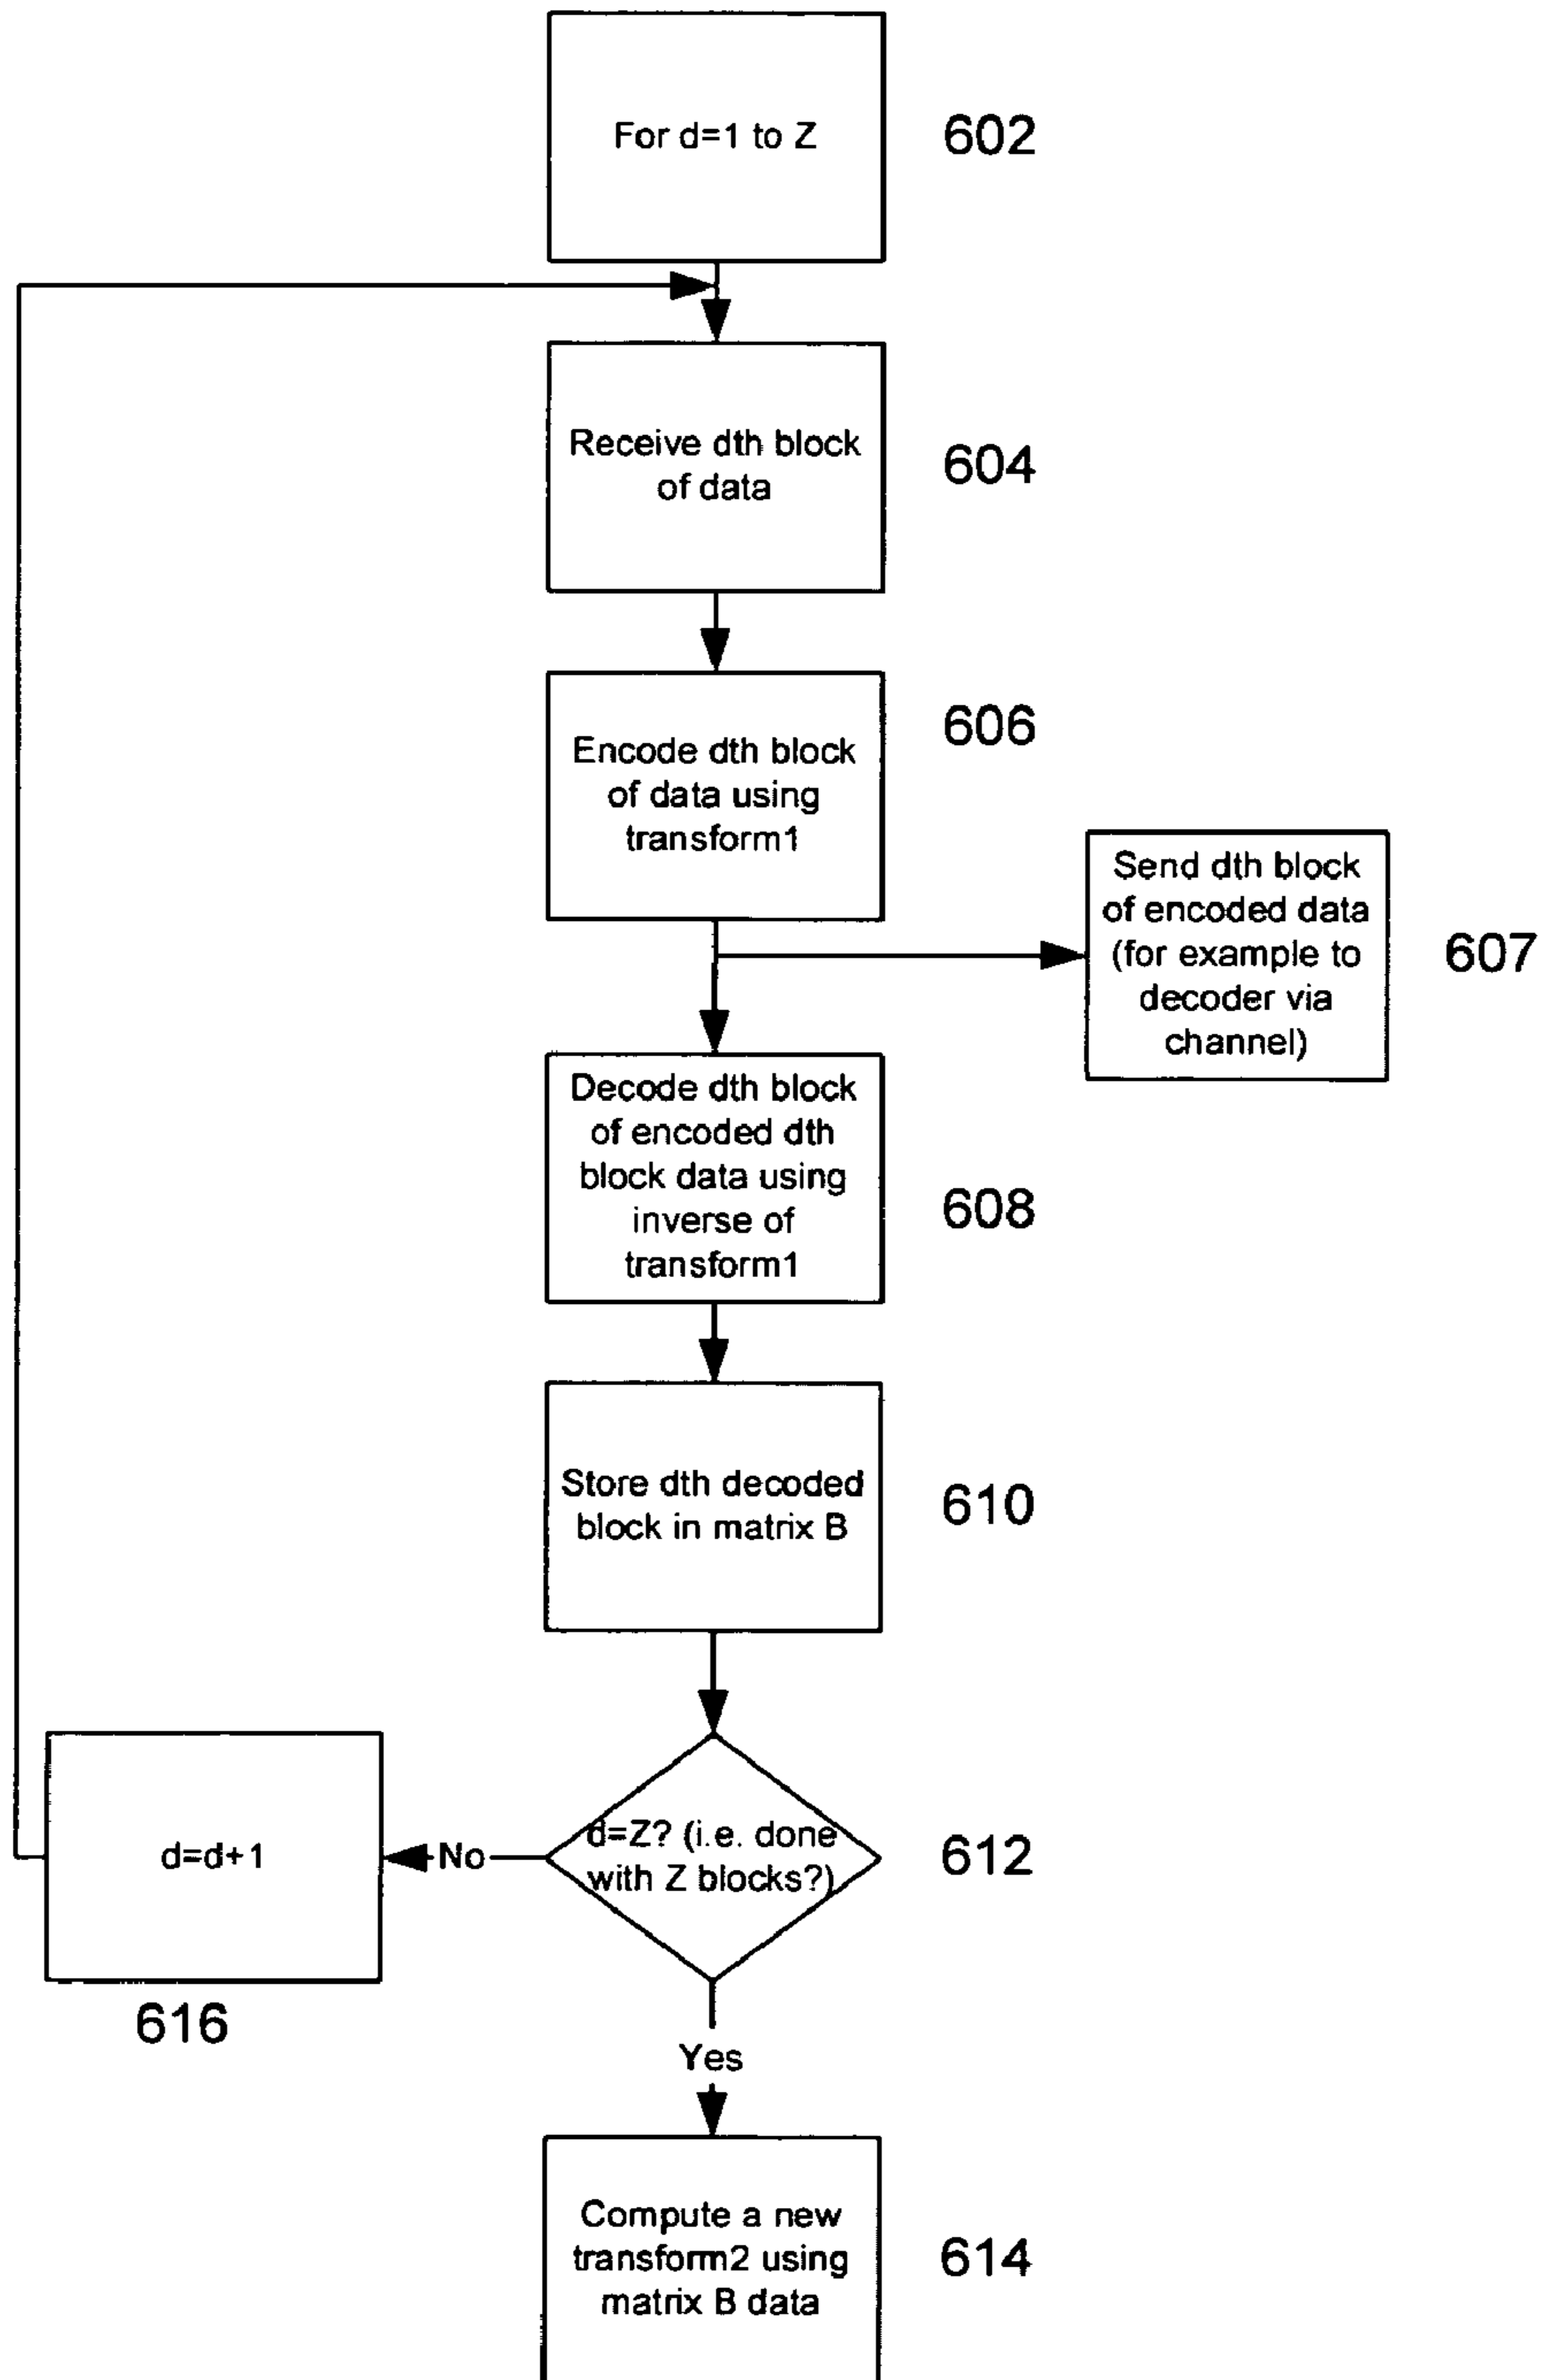 For d=1 to Z
602
Receive dth block
of data
604
Encode dth block
of data using
transform1
606
Send dth block
of encoded data
(for example to
decoder via
channel)
607
Decode dth block
of encoded dth
block data using
inverse of
transform1
608
Store dth decoded
block in matrix B
610
d=Z? (i.e. done
with Z blocks?)
612
No
d=d+1
616
Yes
Compute a new
transform2 using
matrix B data
614